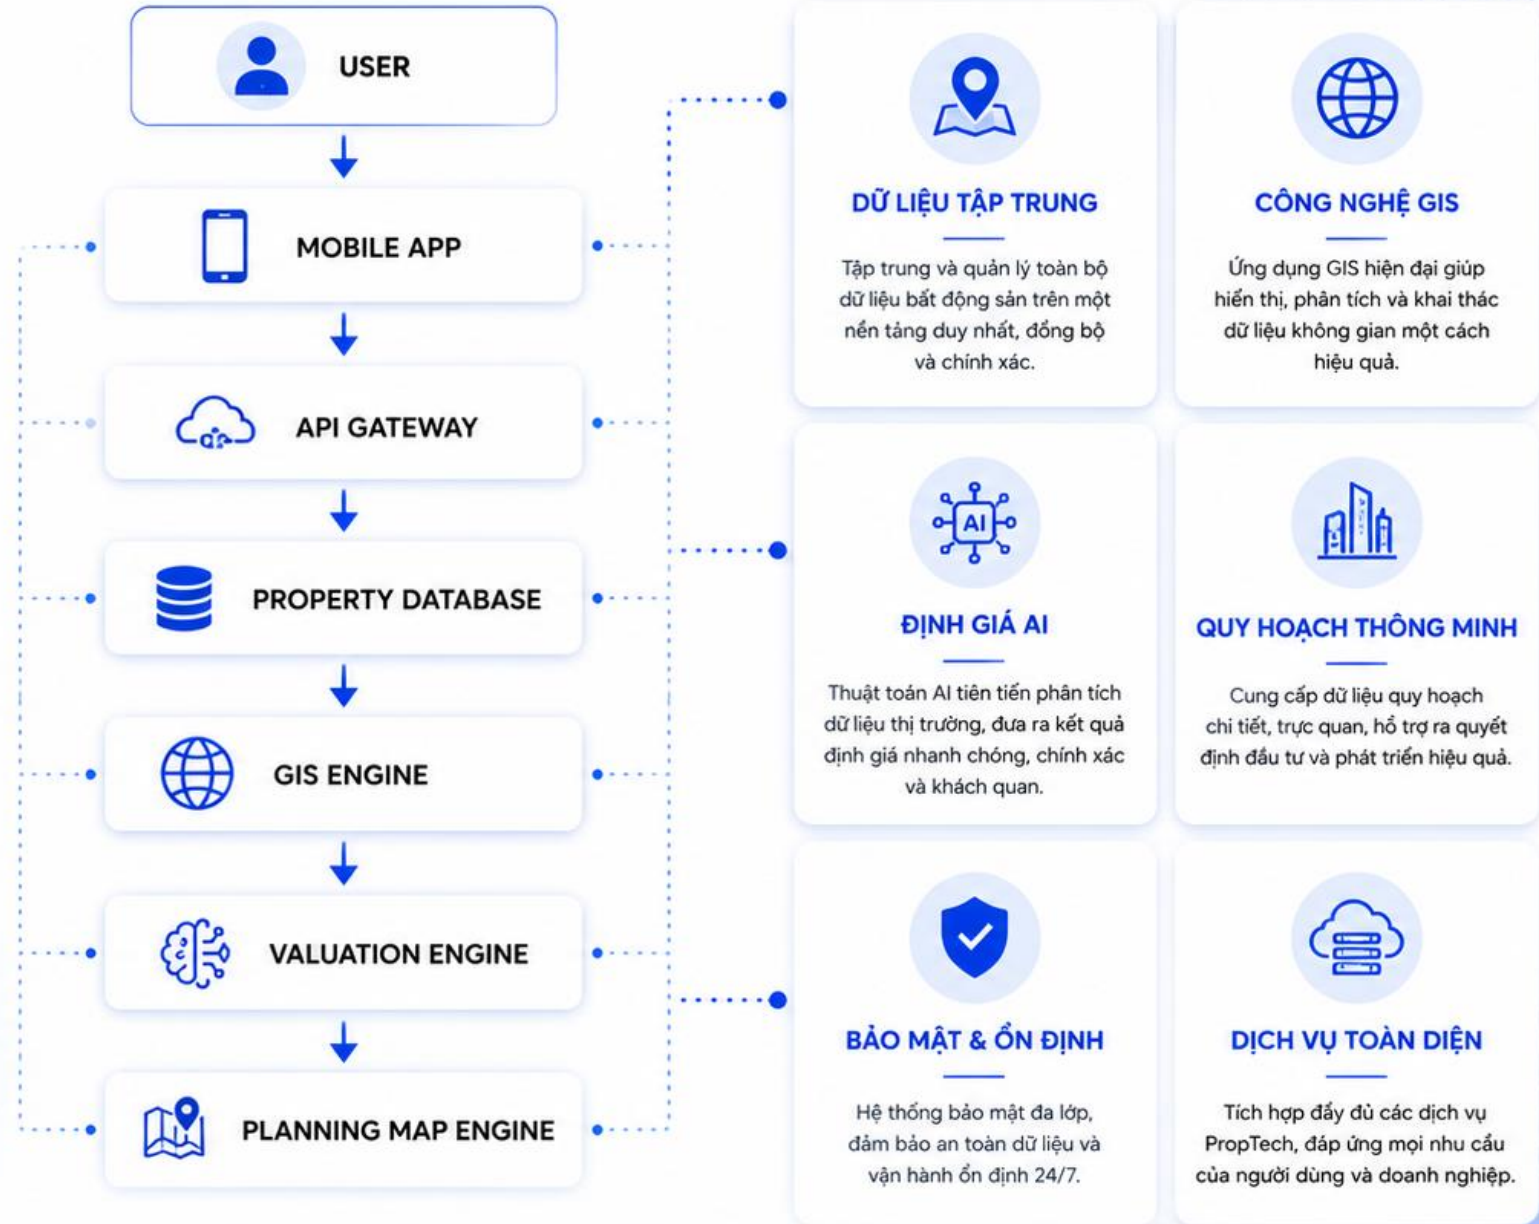 USER
MOBILE APP
API GATEWAY
PROPERTY DATABASE
GIS ENGINE
VALUATION ENGINE
PLANNING MAP ENGINE
DỮ LIỆU TẬP TRUNG
Tập trung và quản lý toàn bộ
dữ liệu bất động sản trên một
nền tảng duy nhất, đồng bộ
và chính xác.
CÔNG NGHỆ GIS
Ứng dụng GIS hiện đại giúp
hiển thị, phân tích và khai thác
dữ liệu không gian một cách
hiệu quả.
AI
ĐỊNH GIÁ AI
Thuật toán AI tiên tiến phân tích
dữ liệu thị trường, đưa ra kết quả
định giá nhanh chóng, chính xác
và khách quan.
QUY HOẠCH THÔNG MINH
Cung cấp dữ liệu quy hoạch
chi tiết, trực quan, hỗ trợ ra quyết
định đầu tư và phát triển hiệu quả.
BẢO MẬT & ỔN ĐỊNH
Hệ thống bảo mật đa lớp,
đảm bảo an toàn dữ liệu và
vận hành ổn định 24/7.
DỊCH VỤ TOÀN DIỆN
Tích hợp đầy đủ các dịch vụ
PropTech, đáp ứng mọi nhu cầu
của người dùng và doanh nghiệp.